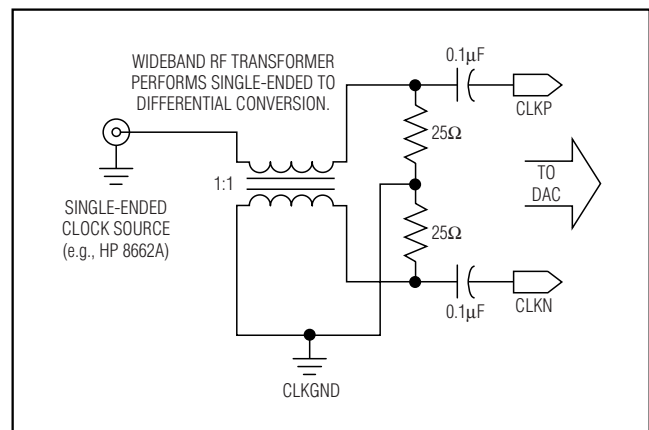 WIDEBAND RF TRANSFORMER
PERFORMS SINGLE-ENDED TO
DIFFERENTIAL CONVERSION.
0.1µF
CLKP
25Ω
1:1
TO
DAC
SINGLE-ENDED
CLOCK SOURCE
(e.g., HP 8662A)
25Ω
0.1µF
CLKN
CLKGND